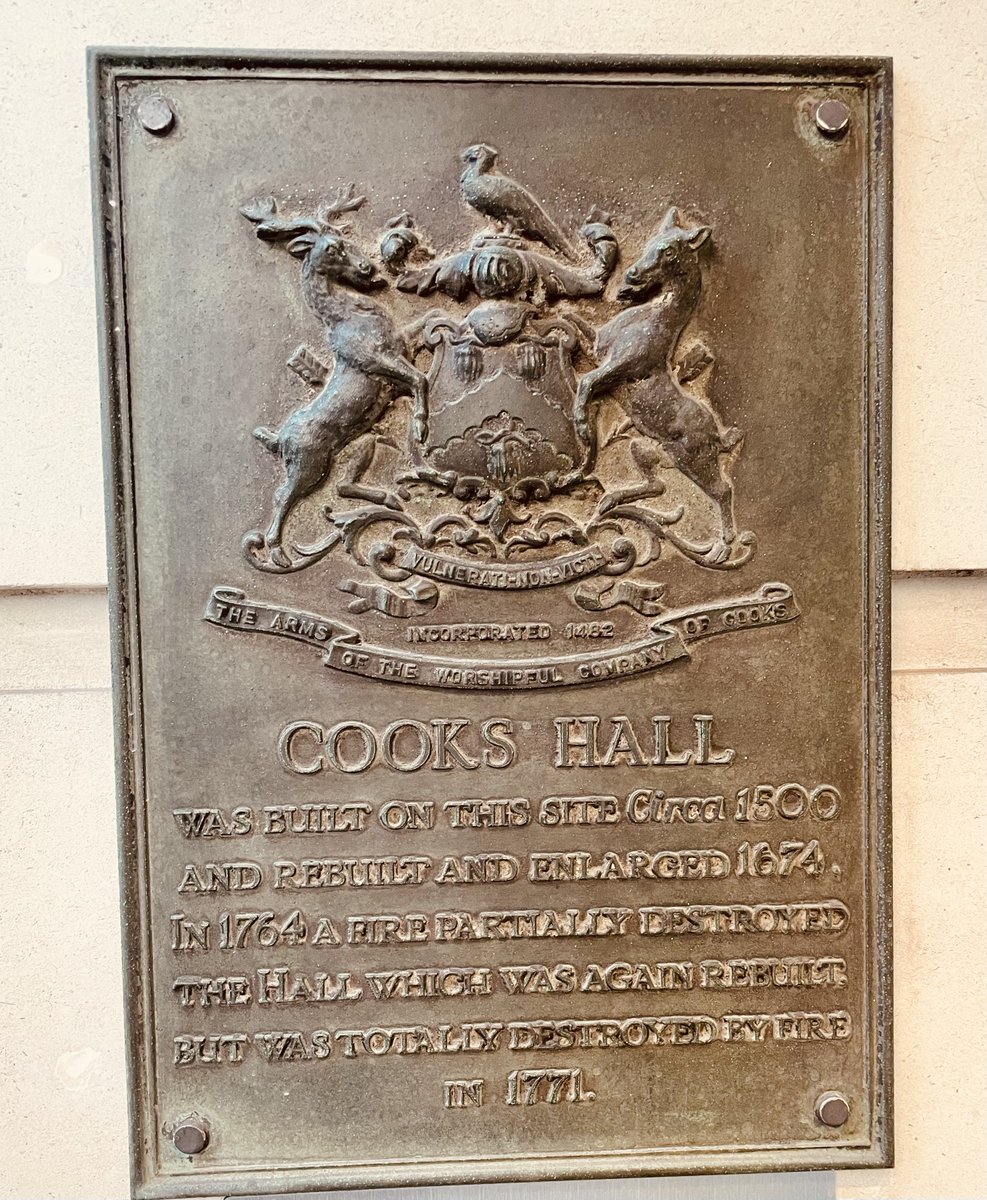 VULNERATI·NON·VICTI
INCORPORATED 1482
THE ARMS OF THE WORSHIPFUL COMPANY OF COOKS
COOKS HALL
WAS BUILT ON THIS SITE Circa 1500
AND REBUILT AND ENLARGED 1674.
IN 1764 A FIRE PARTIALLY DESTROYED
THE HALL WHICH WAS AGAIN REBUILT.
BUT WAS TOTALLY DESTROYED BY FIRE
IN 1771.